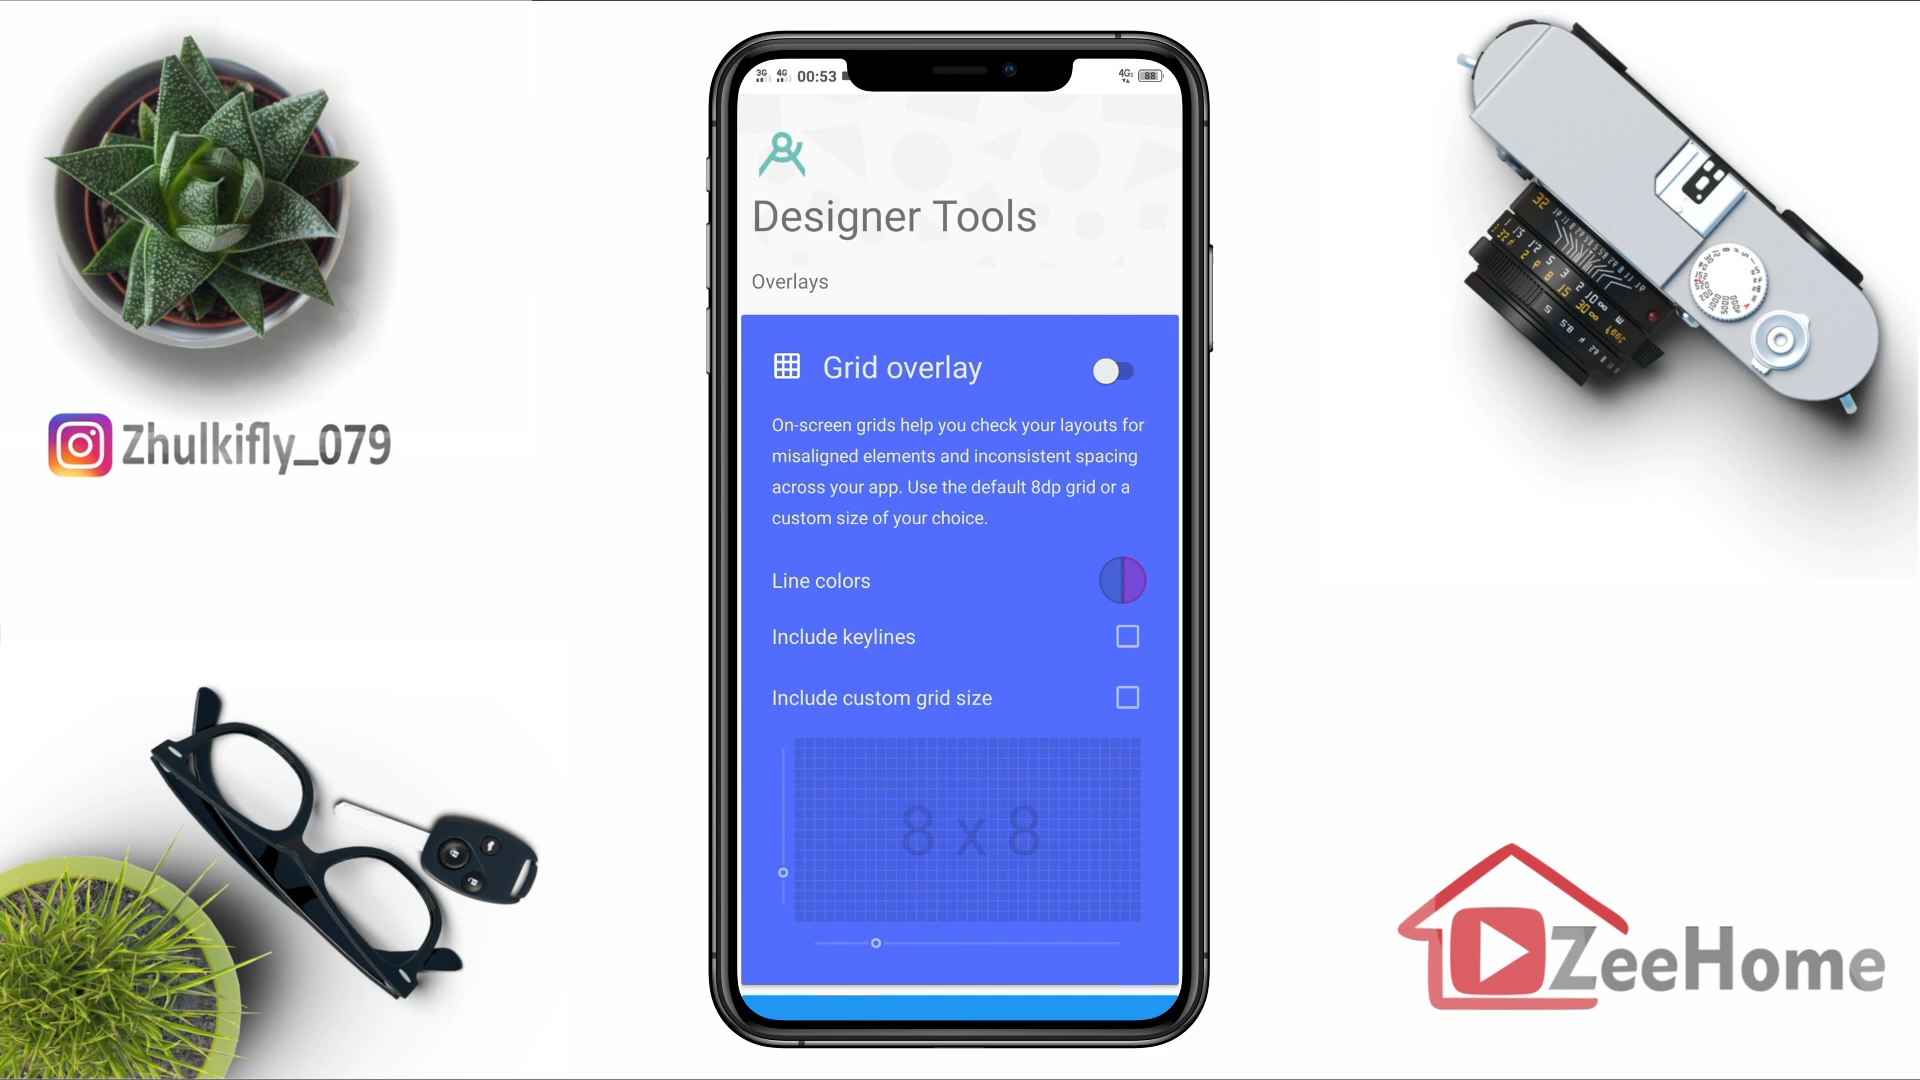 3G 4G 00:53
4G 88
Designer Tools
Overlays
Grid overlay
On-screen grids help you check your layouts for
misaligned elements and inconsistent spacing
across your app. Use the default 8dp grid or a
custom size of your choice.
Line colors
Include keylines
Include custom grid size
8 x 8
Zhulkifly_079
ZeeHome